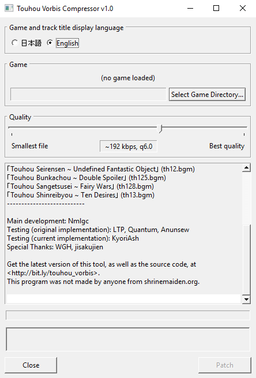 Touhou Vorbis Compressor v1.0
Game and track title display language
日本語
English
Game
(no game loaded)
Select Game Directory...
Quality
Smallest file
~192 kbps, q6.0
Best quality
「Touhou Seirensen ~ Undefined Fantastic Object」 (th12.bgm)
「Touhou Bunkachou ~ Double Spoiler」 (th125.bgm)
「Touhou Sangetsusei ~ Fairy Wars」 (th128.bgm)
「Touhou Shinreibyou ~ Ten Desires」 (th13.bgm)
---------------------------
Main development: Nmlgc
Testing (original implementation): LTP, Quantum, Anunsew
Testing (current implementation): KyoriAsh
Special Thanks: WGH, jisakujien
Get the latest version of this tool, as well as the source code, at
<http://bit.ly/touhou_vorbis>.
This program was not made by anyone from shrinemaiden.org.
Close
Patch